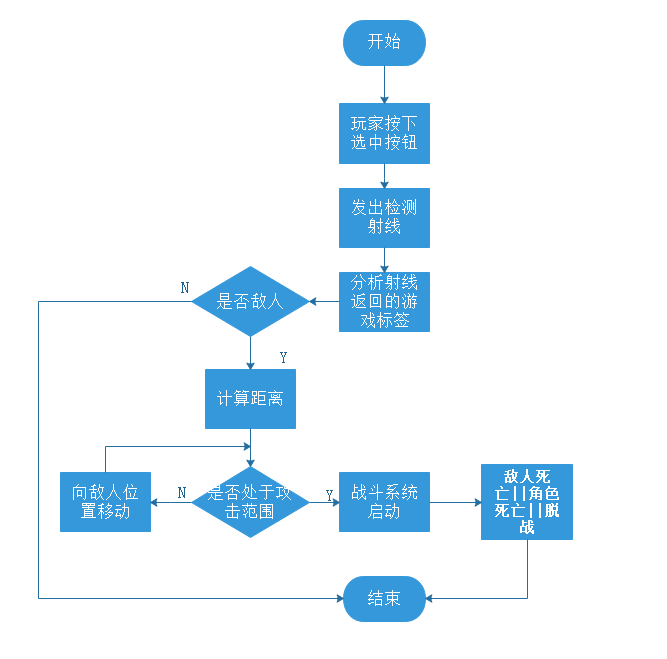 开始
玩家按下
选中按钮
发出检测
射线
分析射线
返回的游
戏标签
N
是否敌人
Y
计算距离
向敌人位
置移动
N
是否处于攻
击范围
Y
战斗系统
启动
敌人死
亡||角色
死亡||脱
战
结束